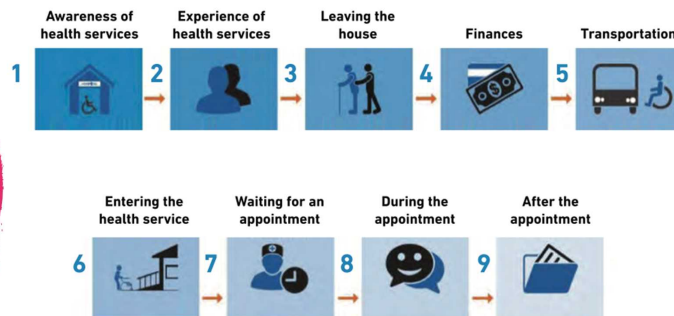 Awareness of
health services
Experience of
health services
Leaving the
house
Finances
Transportation
1
2
3
4
5
Entering the
health service
Waiting for an
appointment
During the
appointment
After the
appointment
6
7
8
9